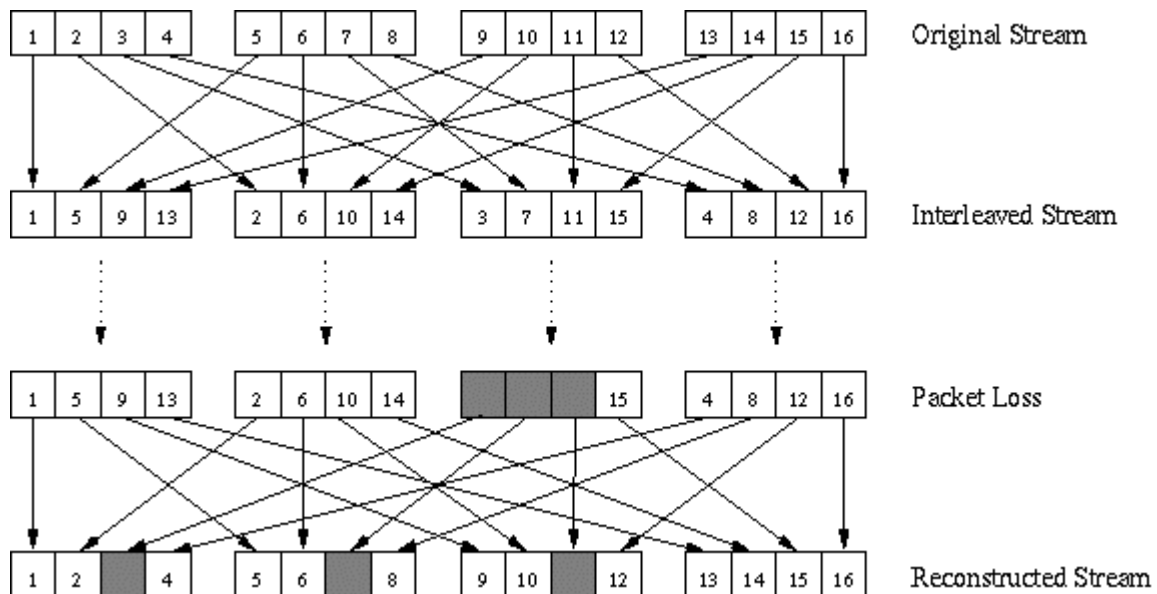 1 2 3 4 5 6 7 8 9 10 11 12 13 14 15 16 Original Stream
1 5 9 13 2 6 10 14 3 7 11 15 4 8 12 16 Interleaved Stream
1 5 9 13 2 6 10 14 15 4 8 12 16 Packet Loss
1 2 4 5 6 8 9 10 12 13 14 15 16 Reconstructed Stream